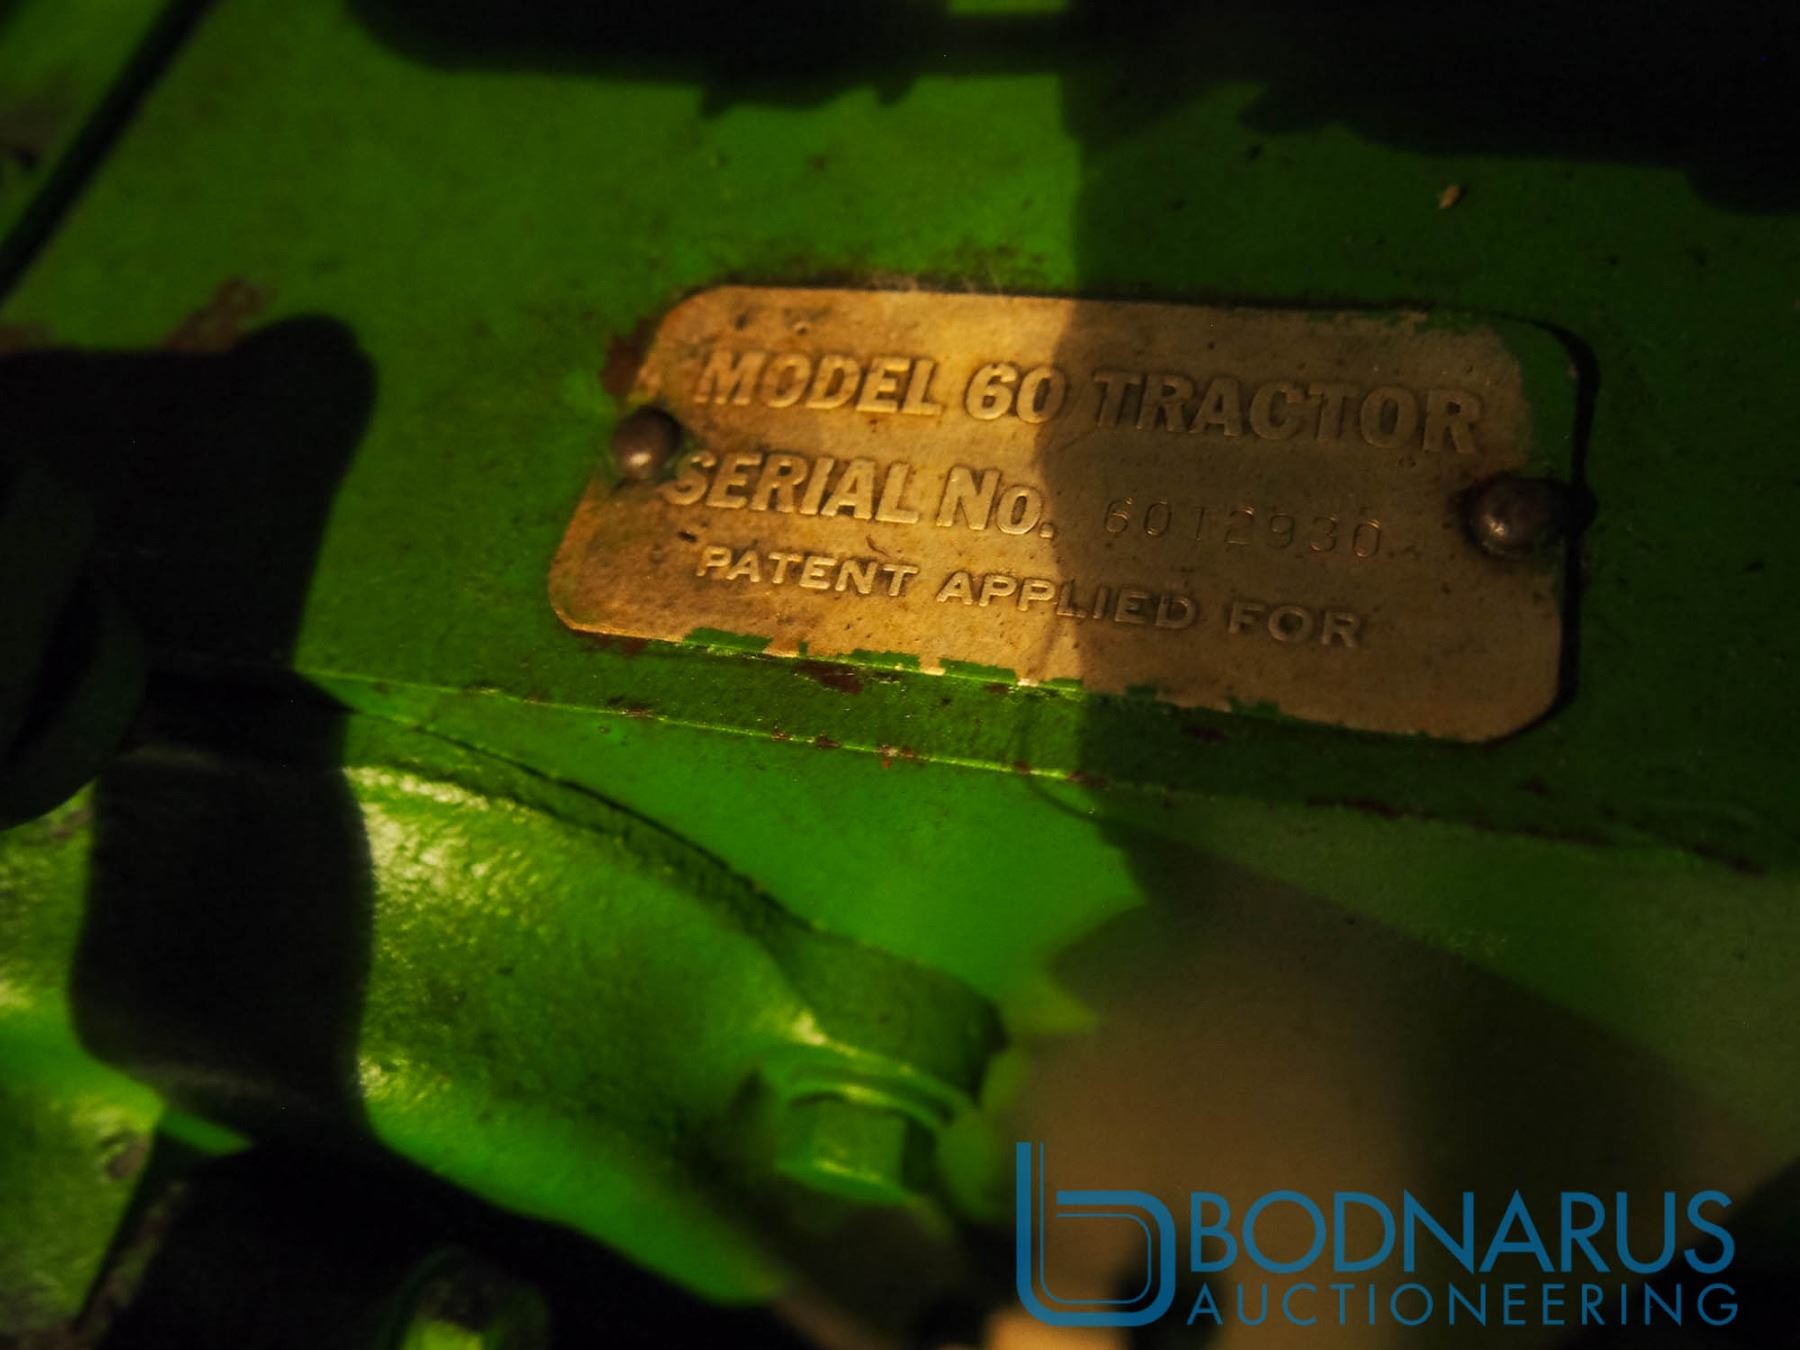 MODEL 60 TRACTOR
SERIAL No. 6012930
PATENT APPLIED FOR
BODNARUS
AUCTIONEERING